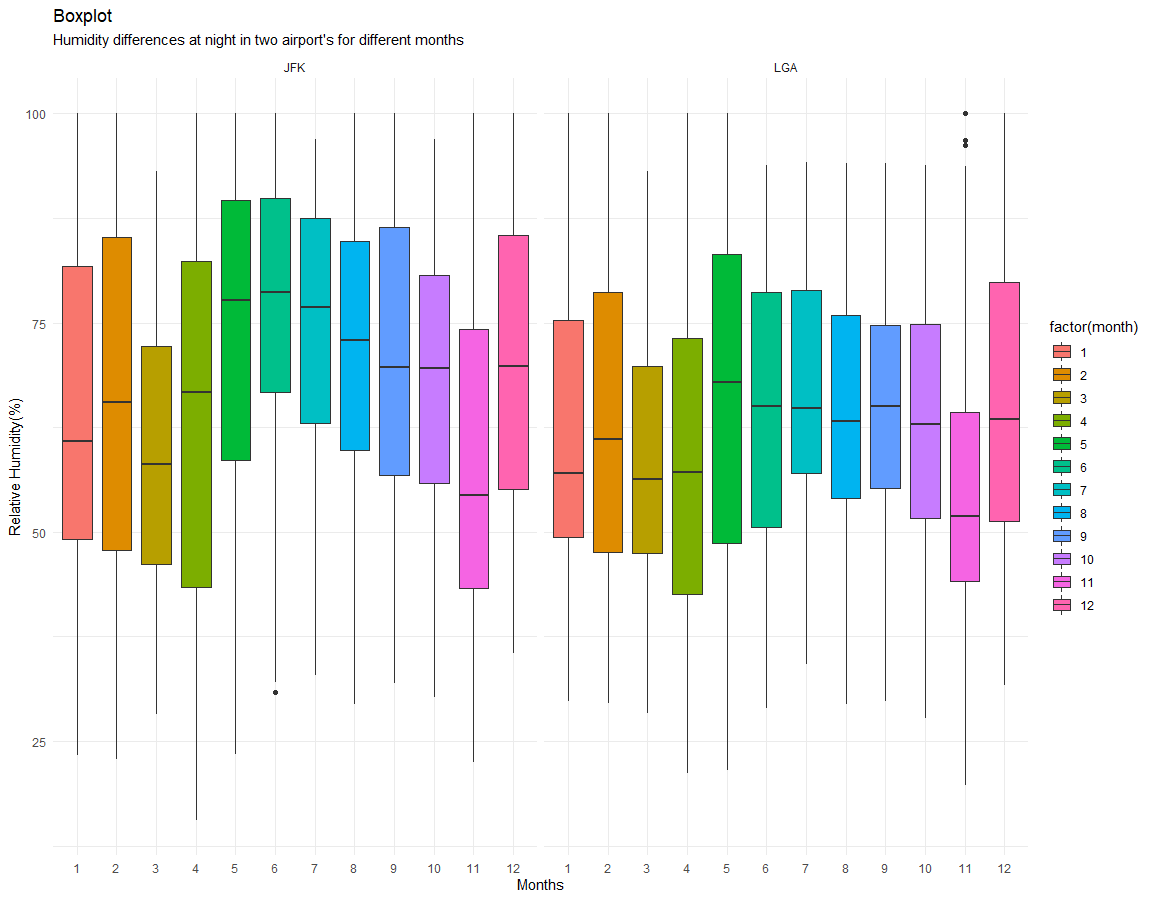 Boxplot
Humidity differences at night in two airport's for different months
JFK
LGA
Relative Humidity(%)
100
75
50
25
1 2 3 4 5 6 7 8 9 10 11 12
1 2 3 4 5 6 7 8 9 10 11 12
Months
factor(month)
1
2
3
4
5
6
7
8
9
10
11
12